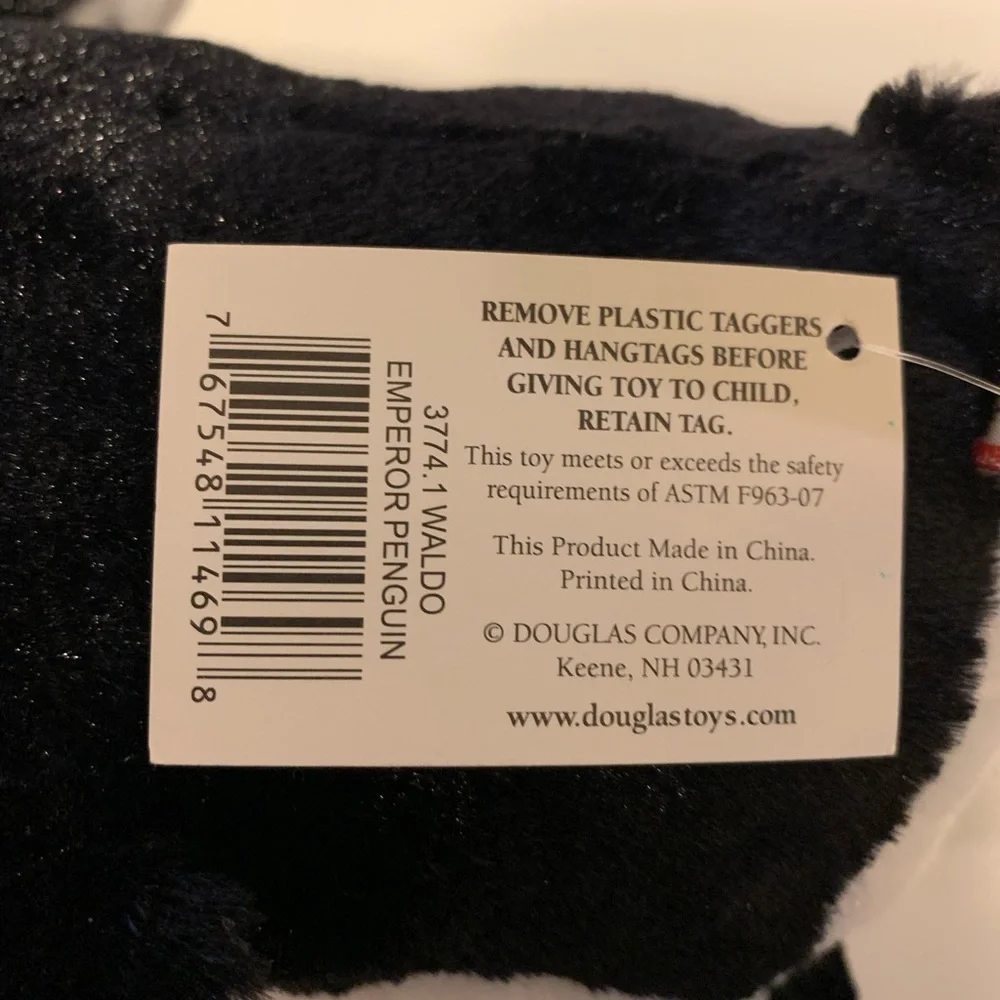 REMOVE PLASTIC TAGGERS
AND HANGTAGS BEFORE
GIVING TOY TO CHILD,
RETAIN TAG.
This toy meets or exceeds the safety
requirements of ASTM F963-07
This Product Made in China.
Printed in China.
© DOUGLAS COMPANY, INC.
Keene, NH 03431
www.douglastoys.com
3774.1 WALDO
EMPEROR PENGUIN
7 67548 11469 8